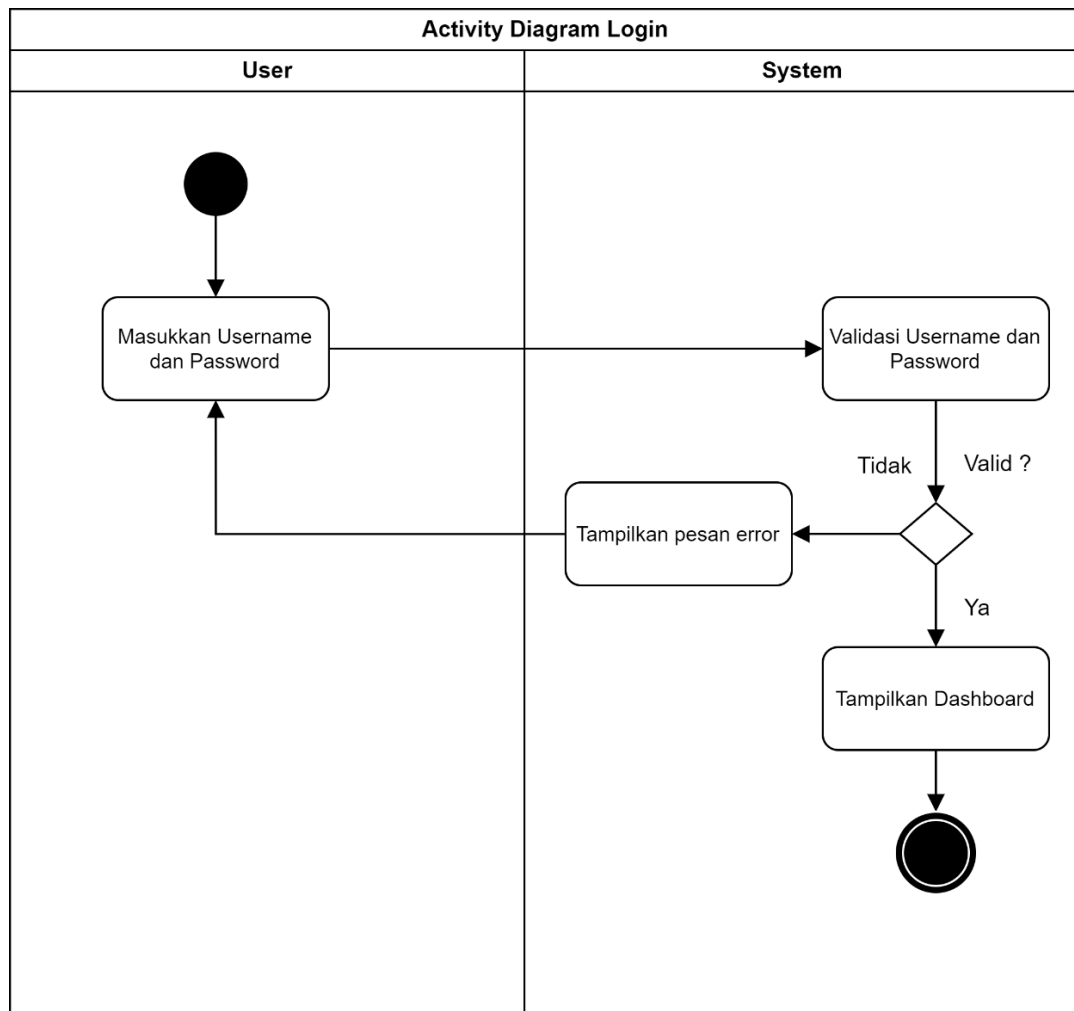 Activity Diagram Login
User
System
Masukkan Username
dan Password
Validasi Username dan
Password
Tidak
Valid ?
Tampilkan pesan error
Ya
Tampilkan Dashboard